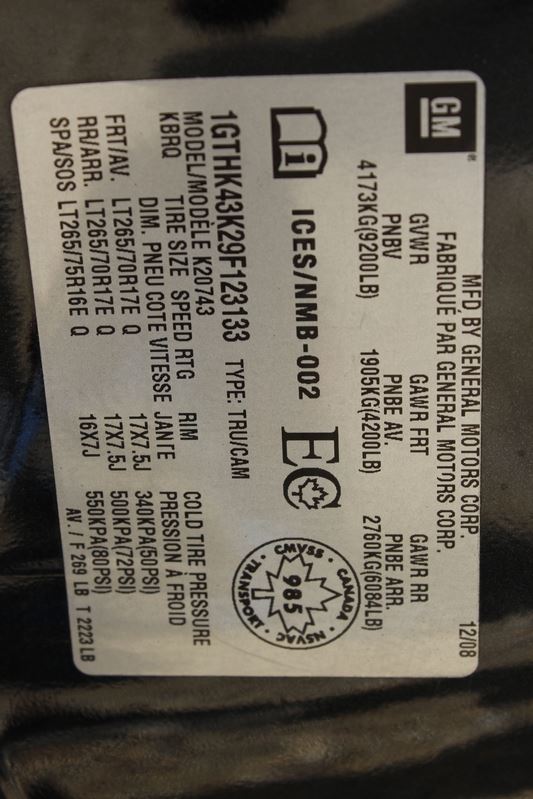 GM
MFD BY GENERAL MOTORS CORP. 12/08
FABRIQUÉ PAR GENERAL MOTORS CORP.
GVWR GAWR FRT GAWR RR
PNBV PNBE AV. PNBE ARR.
4173KG(9200LB) 1905KG(4200LB) 2760KG(6084LB)
i ICES/NMB-002 EC CMVSS · CANADA · NSVAC · TRANSPORT · 985
1GTHK43K29F123133 TYPE: TRU/CAM
MODEL/MODÈLE K20743
KBRQ TIRE SIZE SPEED RTG RIM COLD TIRE PRESSURE
DIM. PNEU COTE VITESSE JANTE PRESSION À FROID
FRT/AV. LT265/70R17E Q 17X7.5J 340KPA(50PSI)
RR/ARR. LT265/70R17E Q 17X7.5J 500KPA(72PSI)
SPA/SOS LT265/75R16E Q 16X7J 550KPA(80PSI)
AV. / F 269 LB T 2223 LB